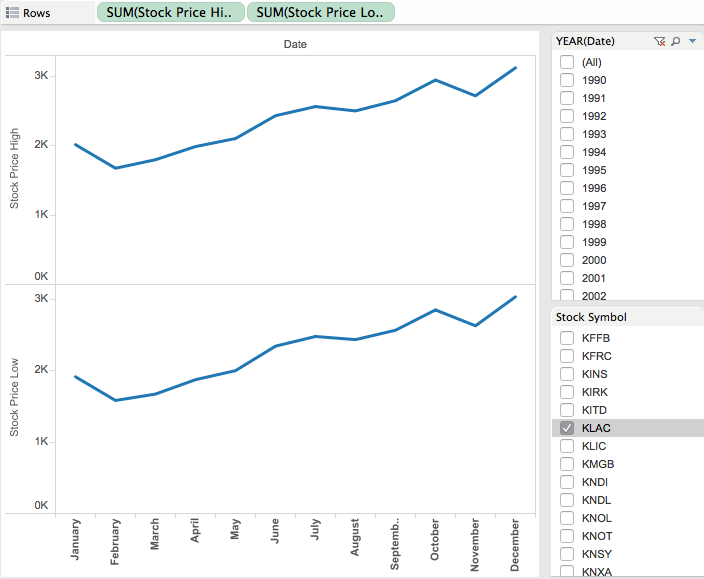 Rows
SUM(Stock Price Hi..
SUM(Stock Price Lo..
Date
Stock Price High
3K
2K
1K
0K
Stock Price Low
3K
2K
1K
0K
January
February
March
April
May
June
July
August
Septemb..
October
November
December
YEAR(Date)
(All)
1990
1991
1992
1993
1994
1995
1996
1997
1998
1999
2000
2001
2002
Stock Symbol
KFFB
KFRC
KINS
KIRK
KITD
KLAC
KLIC
KMGB
KNDI
KNDL
KNOL
KNOT
KNSY
KNXA